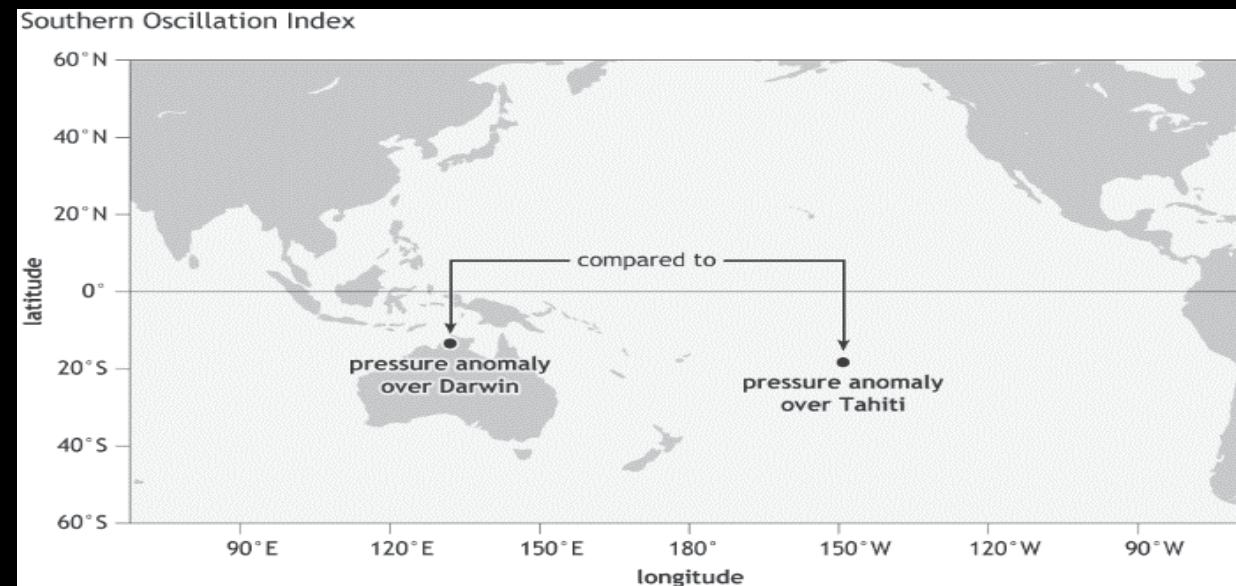 Southern Oscillation Index
60°N
40°N
20°N
0°
20°S
40°S
60°S
latitude
compared to
pressure anomaly
over Darwin
pressure anomaly
over Tahiti
90°E
120°E
150°E
180°
150°W
120°W
90°W
longitude